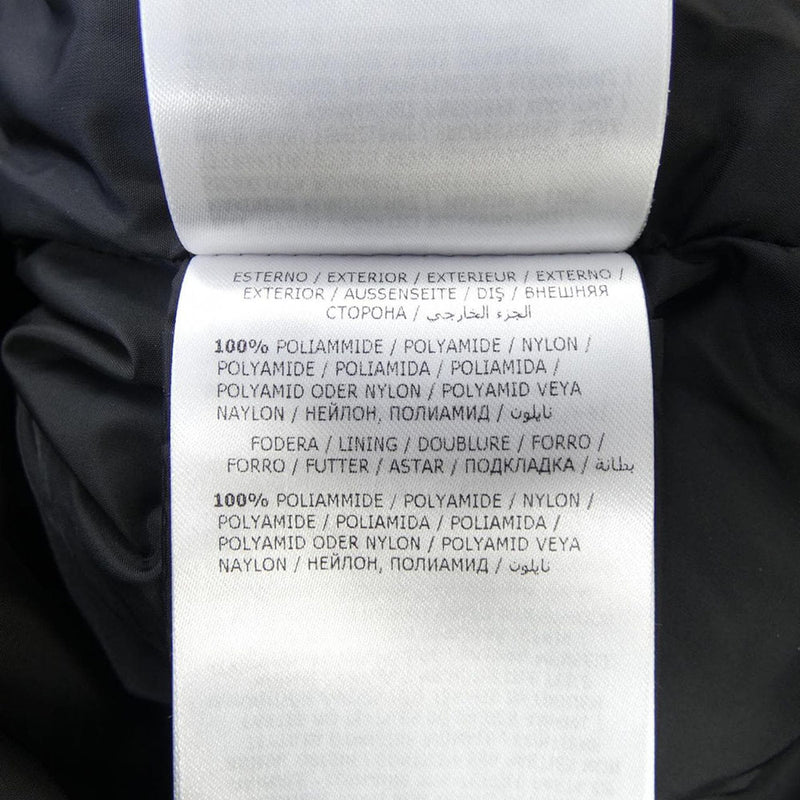 ESTERNO / EXTERIOR / EXTERIEUR / EXTERNO /
EXTERIOR / AUSSENSEITE / DIŞ / ВНЕШНЯЯ
СТОРОНА / الجزء الخارجي
100% POLIAMMIDE / POLYAMIDE / NYLON /
POLYAMIDE / POLIAMIDA / POLIAMIDA /
POLYAMID ODER NYLON / POLYAMID VEYA
NAYLON / НЕЙЛОН, ПОЛИАМИД / نايلون
FODERA / LINING / DOUBLURE / FORRO /
FORRO / FUTTER / ASTAR / ПОДКЛАДКА / بطانة
100% POLIAMMIDE / POLYAMIDE / NYLON /
POLYAMIDE / POLIAMIDA / POLIAMIDA /
POLYAMID ODER NYLON / POLYAMID VEYA
NAYLON / НЕЙЛОН, ПОЛИАМИД / نايلون